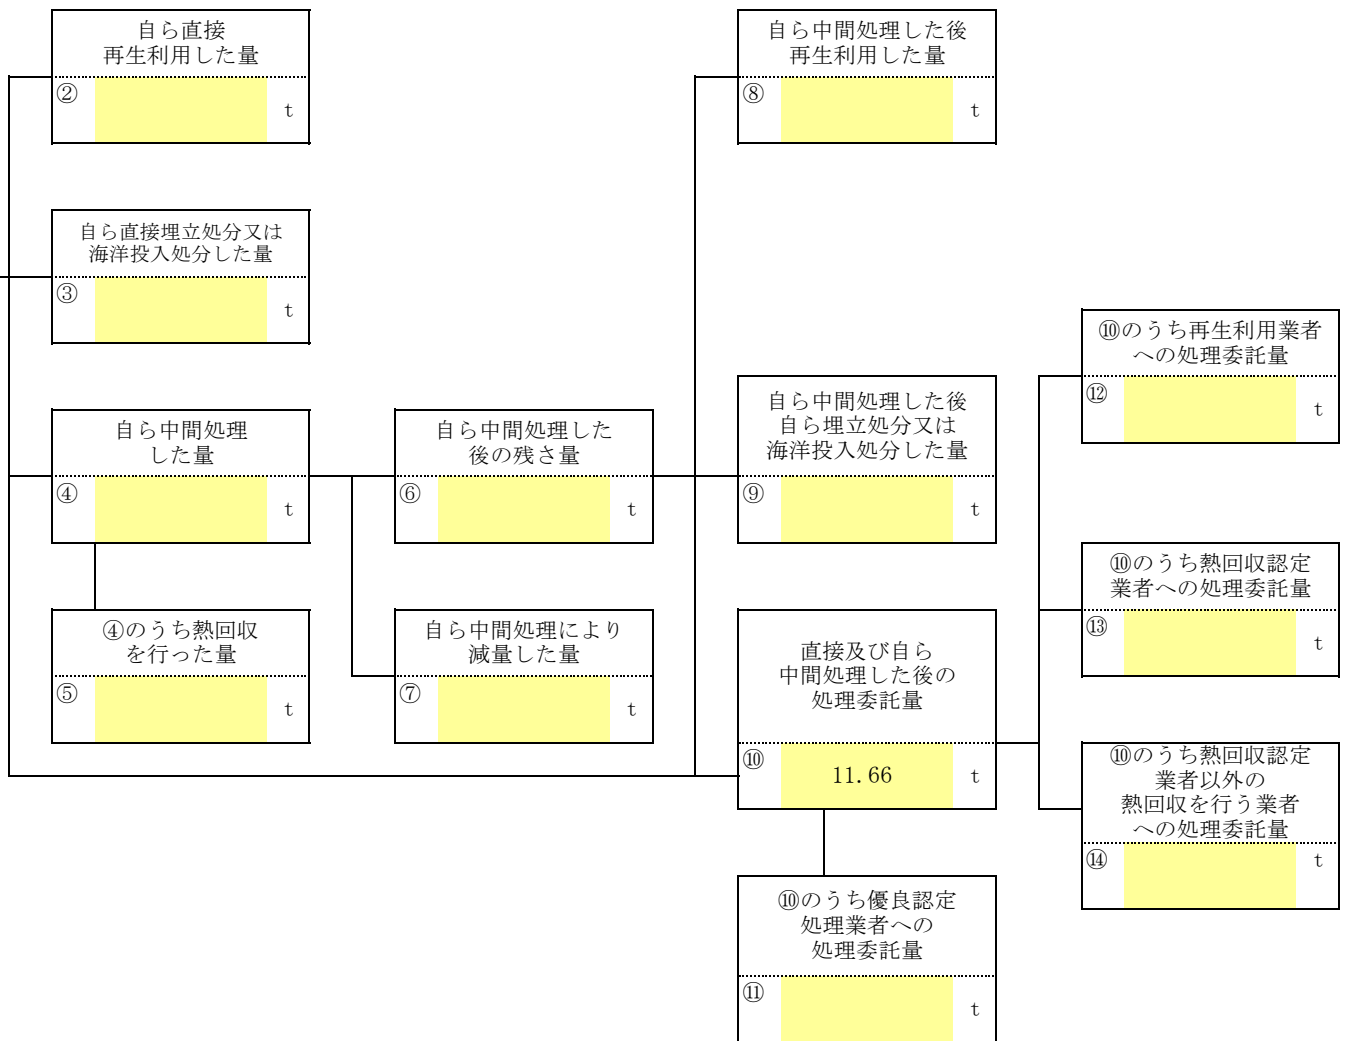 自ら直接
再生利用した量
②
t
自ら中間処理した後
再生利用した量
⑧
t
自ら直接埋立処分又は
海洋投入処分した量
③
t
⑩のうち再生利用業者
への処理委託量
⑫
t
自ら中間処理
した量
④
t
自ら中間処理した
後の残さ量
⑥
t
自ら中間処理した後
自ら埋立処分又は
海洋投入処分した量
⑨
t
⑩のうち熱回収認定
業者への処理委託量
⑬
t
④のうち熱回収
を行った量
⑤
t
自ら中間処理により
減量した量
⑦
t
直接及び自ら
中間処理した後の
処理委託量
⑩
11.66
t
⑩のうち熱回収認定
業者以外の
熱回収を行う業者
への処理委託量
⑭
t
⑩のうち優良認定
処理業者への
処理委託量
⑪
t